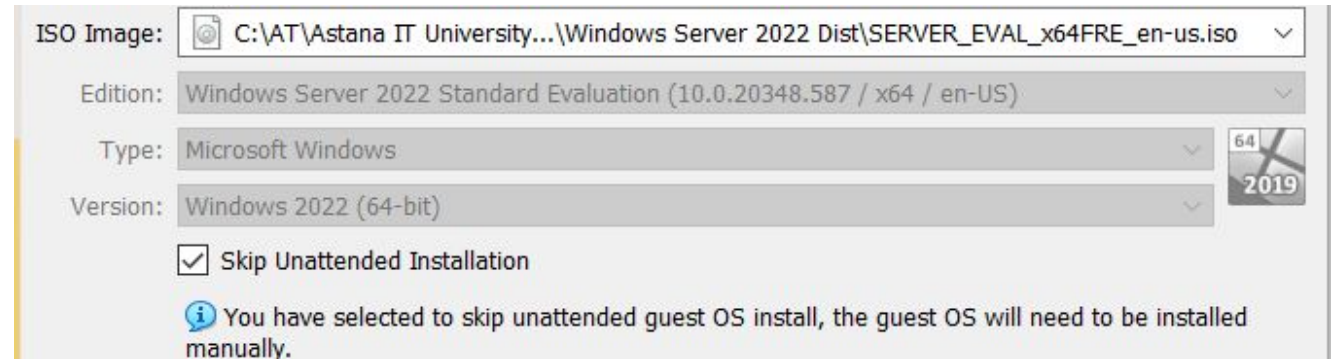 ISO Image: C:\AT\Astana IT University...\Windows Server 2022 Dist\SERVER_EVAL_x64FRE_en-us.iso
Edition: Windows Server 2022 Standard Evaluation (10.0.20348.587 / x64 / en-US)
Type: Microsoft Windows
64
2019
Version: Windows 2022 (64-bit)
Skip Unattended Installation
You have selected to skip unattended guest OS install, the guest OS will need to be installed
manually.